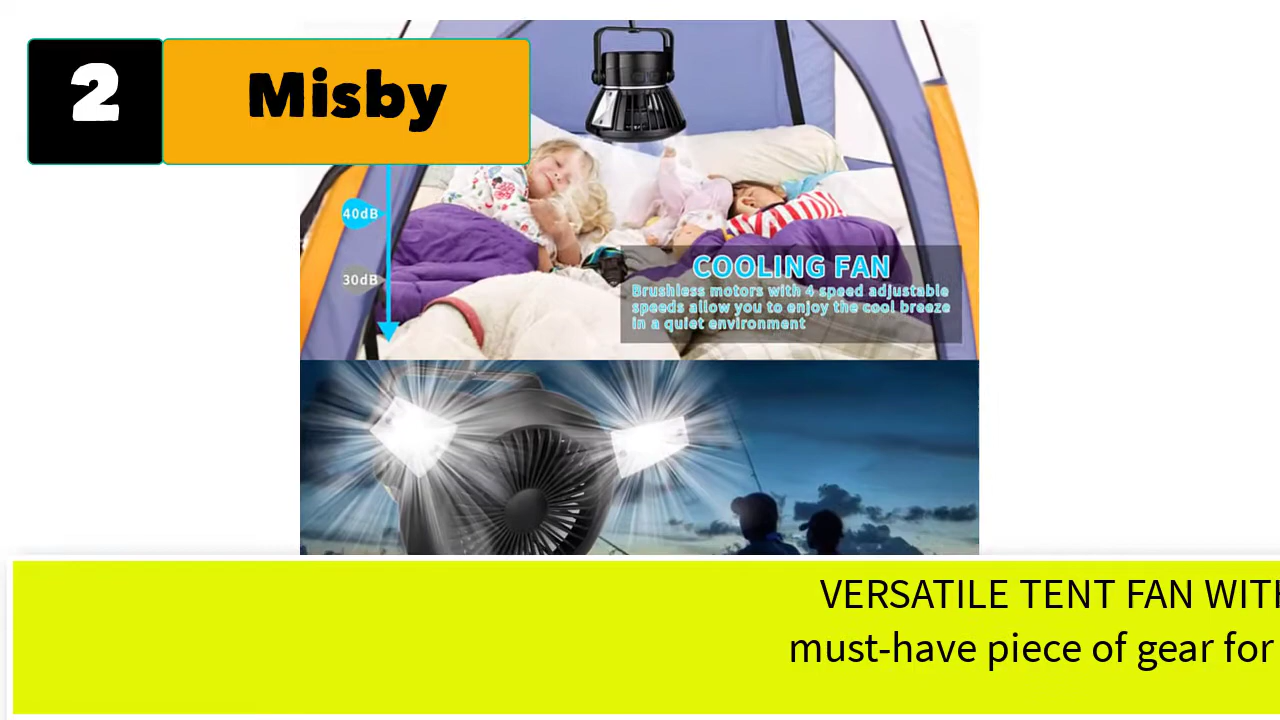 2 Misby
40dB
30dB
COOLING FAN
Brushless motors with 4 speed adjustable
speeds allow you to enjoy the cool breeze
in a quiet environment
VERSATILE TENT FAN WITH
must-have piece of gear for